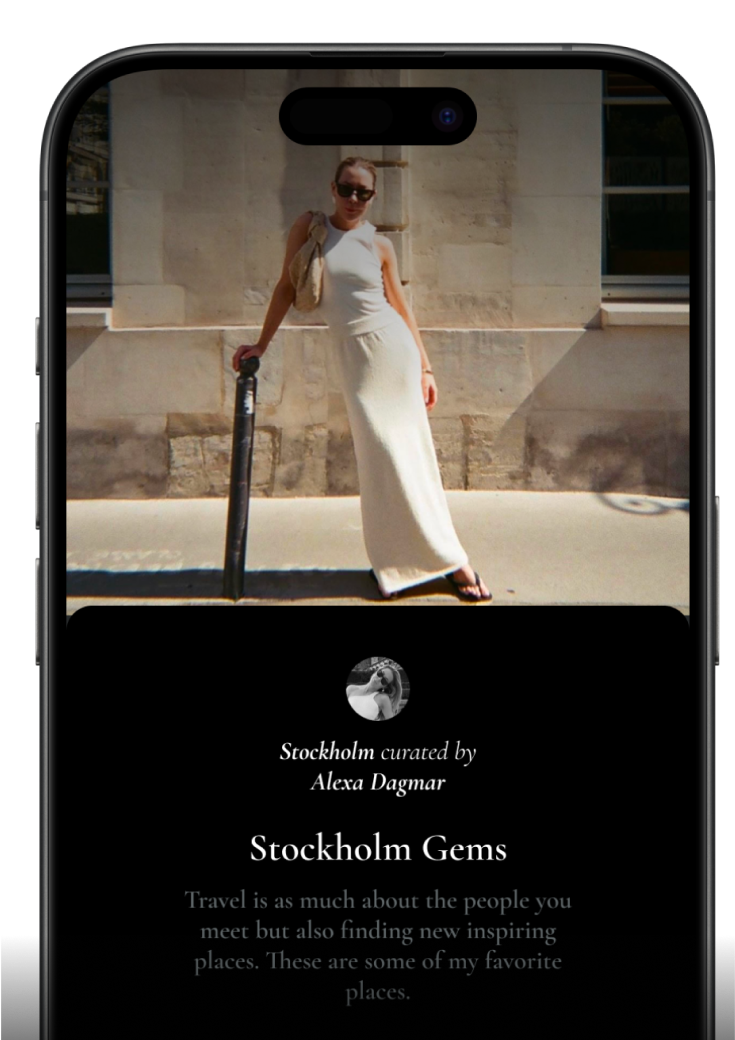 Stockholm curated by
Alexa Dagmar
Stockholm Gems
Travel is as much about the people you
meet but also finding new inspiring
places. These are some of my favorite
places.